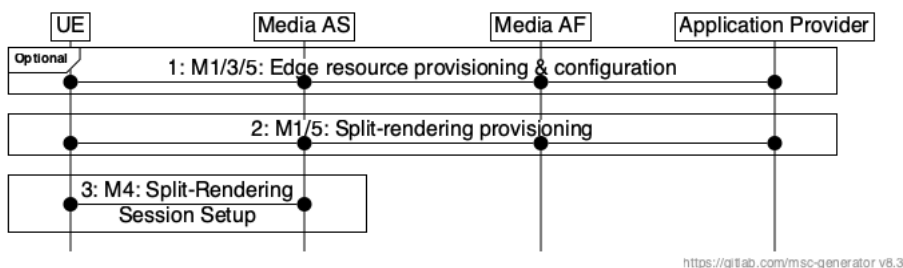 UE Media AS Media AF Application Provider
Optional
1: M1/3/5: Edge resource provisioning & configuration
2: M1/5: Split-rendering provisioning
3: M4: Split-Rendering
Session Setup
https://gitlab.com/msc-generator v8.3